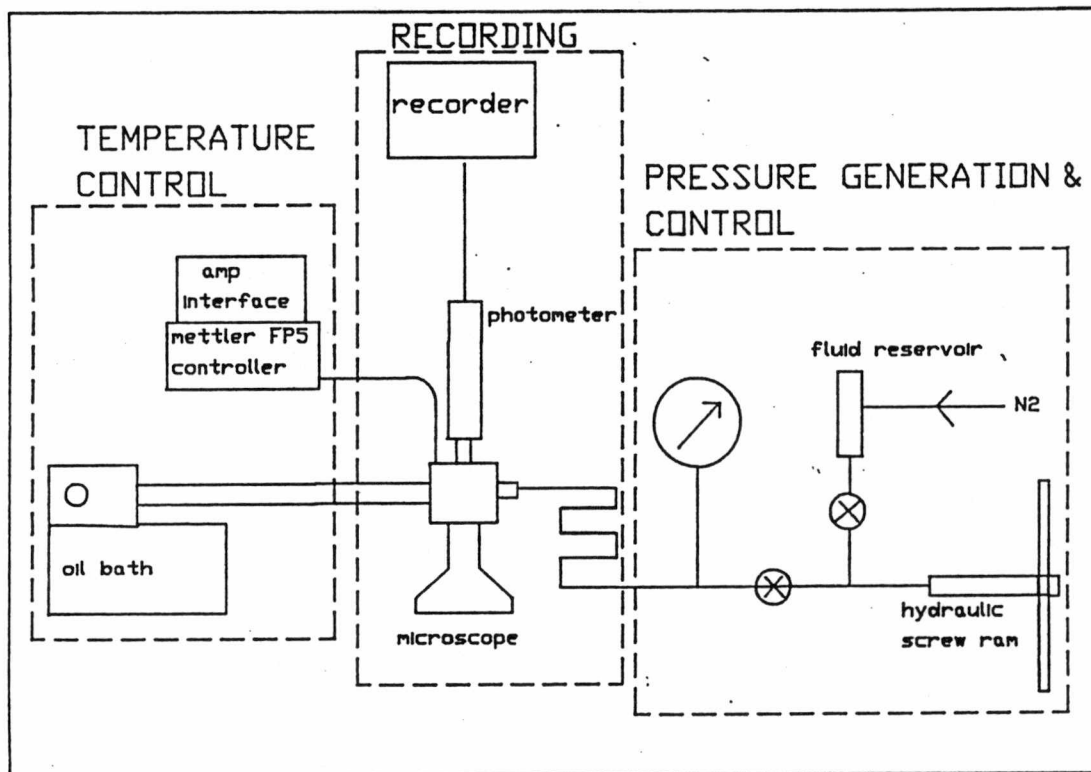 RECORDING
recorder
TEMPERATURE
CONTROL
PRESSURE GENERATION &
CONTROL
amp
interface
mettler FP5
controller
photometer
fluid reservoir
N2
oil bath
hydraulic
screw ram
microscope